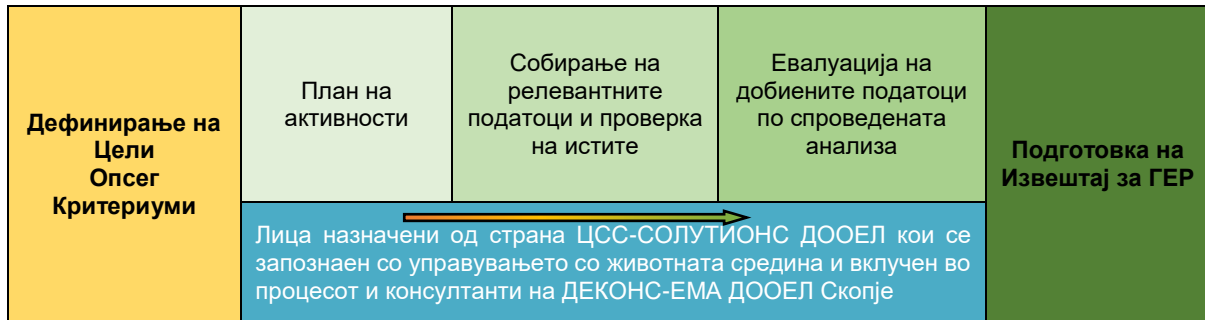 Дефинирање на
Цели
Опсег
Критериуми
План на
активности
Собирање на
релевантните
податоци и проверка
на истите
Евалуација на
добиените податоци
по спроведената
анализа
Лица назначени од страна ЦСС-СОЛУТИОНС ДООЕЛ кои се
запознаен со управувањето со животната средина и вклучен во
процесот и консултанти на ДЕКОНС-ЕМА ДООЕЛ Скопје
Подготовка на
Извештај за ГЕР